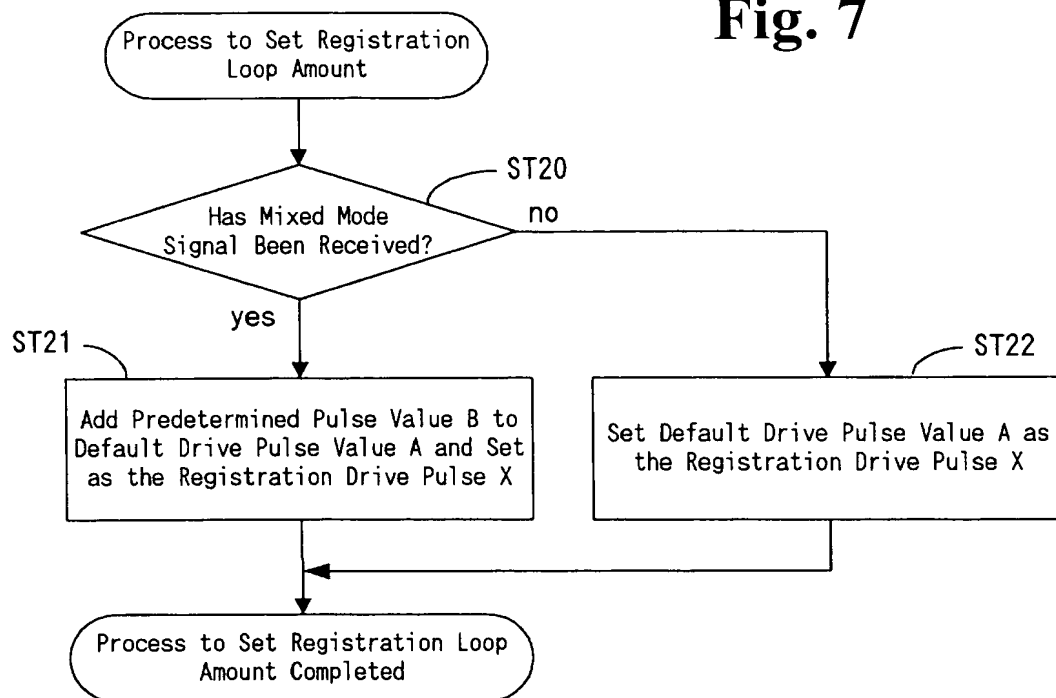 Fig. 7
Process to Set Registration
Loop Amount
ST20
Has Mixed Mode
Signal Been Received?
no
yes
ST21
ST22
Add Predetermined Pulse Value B to
Default Drive Pulse Value A and Set
as the Registration Drive Pulse X
Set Default Drive Pulse Value A as
the Registration Drive Pulse X
Process to Set Registration Loop
Amount Completed